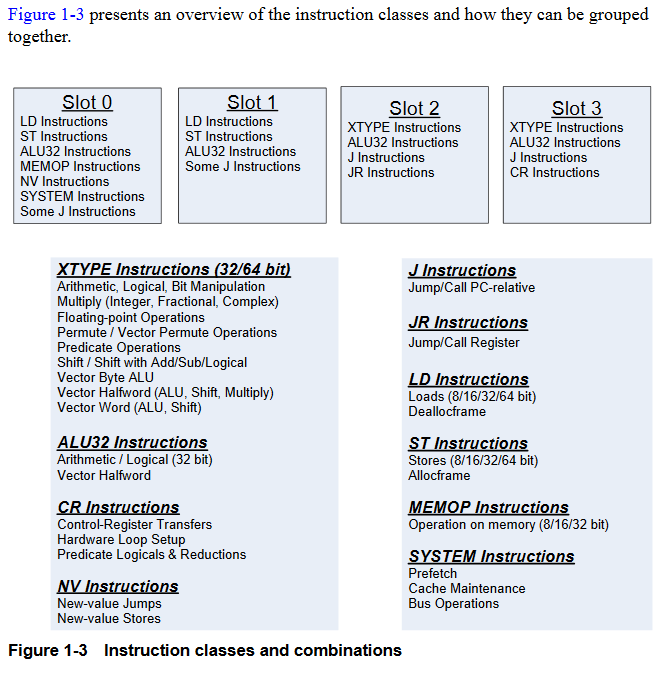 Figure 1-3 presents an overview of the instruction classes and how they can be grouped
together.
Slot 0
LD Instructions
ST Instructions
ALU32 Instructions
MEMOP Instructions
NV Instructions
SYSTEM Instructions
Some J Instructions
Slot 1
LD Instructions
ST Instructions
ALU32 Instructions
Some J Instructions
Slot 2
XTYPE Instructions
ALU32 Instructions
J Instructions
JR Instructions
Slot 3
XTYPE Instructions
ALU32 Instructions
J Instructions
CR Instructions
XTYPE Instructions (32/64 bit)
Arithmetic, Logical, Bit Manipulation
Multiply (Integer, Fractional, Complex)
Floating-point Operations
Permute / Vector Permute Operations
Predicate Operations
Shift / Shift with Add/Sub/Logical
Vector Byte ALU
Vector Halfword (ALU, Shift, Multiply)
Vector Word (ALU, Shift)
ALU32 Instructions
Arithmetic / Logical (32 bit)
Vector Halfword
CR Instructions
Control-Register Transfers
Hardware Loop Setup
Predicate Logicals & Reductions
NV Instructions
New-value Jumps
New-value Stores
J Instructions
Jump/Call PC-relative
JR Instructions
Jump/Call Register
LD Instructions
Loads (8/16/32/64 bit)
Deallocframe
ST Instructions
Stores (8/16/32/64 bit)
Allocframe
MEMOP Instructions
Operation on memory (8/16/32 bit)
SYSTEM Instructions
Prefetch
Cache Maintenance
Bus Operations
Figure 1-3 Instruction classes and combinations